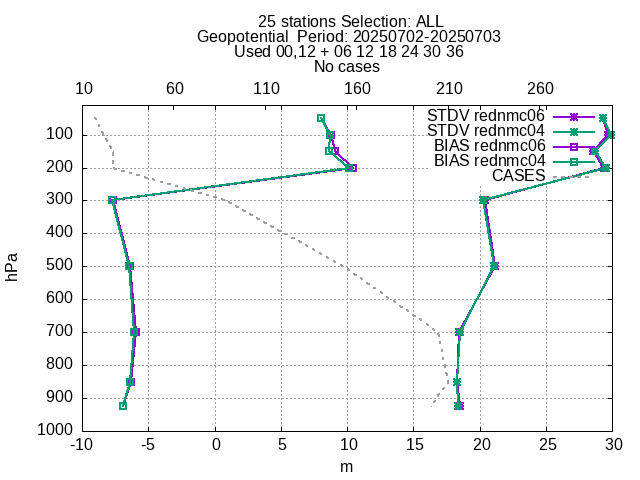 25 stations Selection: ALL
Geopotential  Period: 20250702-20250703
Used 00,12 + 06 12 18 24 30 36
No cases
10 60 110 160 210 260
STDV rednmc06
STDV rednmc04
BIAS rednmc06
BIAS rednmc04
CASES
100
200
300
400
500
600
700
800
900
1000
hPa
-10 -5 0 5 10 15 20 25 30
m